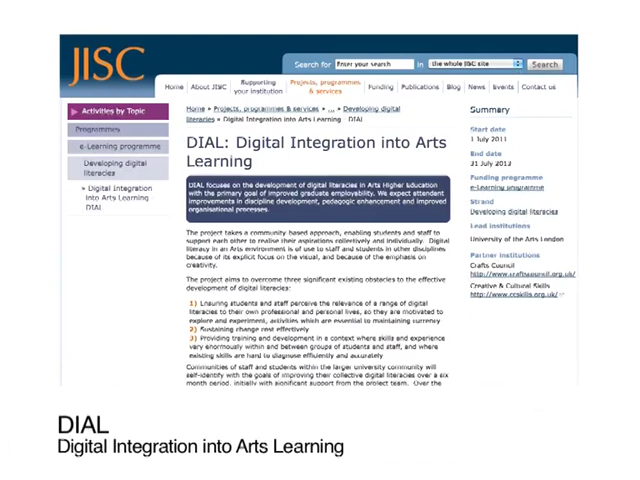 JISC
Search for Enter your search in the whole JISC site Search
Home About JISC Supporting your institution Projects, programmes & services Funding Publications Blog News Events Contact us
Activities by Topic
Programmes
e-Learning programme
Developing digital
literacies
» Digital Integration
into Arts Learning
DIAL
Home » Projects, programmes & services » ... » Developing digital
literacies » Digital Integration into Arts Learning : DIAL
DIAL: Digital Integration into Arts
Learning
DIAL focuses on the development of digital literacies in Arts Higher Education
with the primary goal of improved graduate employability. We expect attendant
improvements in discipline development, pedagogic enhancement and improved
organisational processes.
The project takes a community based approach, enabling students and staff to
support each other to realise their aspirations collectively and individually. Digital
literacy in an Arts environment is of use to staff and students in other disciplines
because of its explicit focus on the visual, and because of the emphasis on
creativity.
The project aims to overcome three significant existing obstacles to the effective
development of digital literacies:
1) Ensuring students and staff perceive the relevance of a range of digital
literacies to their own professional and personal lives, so they are motivated to
explore and experiment, activities which are essential to maintaining currency
2) Sustaining change cost effectively
3) Providing training and development in a context where skills and experience
vary enormously within and between groups of students and staff, and where
existing skills are hard to diagnose efficiently and accurately
Communities of staff and students within the larger university community will
self-identify with the goals of improving their collective digital literacies over a six
month period, initially with significant support from the project team. Over the
Summary
Start date
1 July 2011
End date
31 July 2013
Funding programme
e-Learning programme
Strand
Developing digital literacies
Lead institutions
University of the Arts London
Partner institutions
Crafts Council
http://www.craftscouncil.org.uk/
Creative & Cultural Skills
http://www.ccskills.org.uk/
DIAL
Digital Integration into Arts Learning